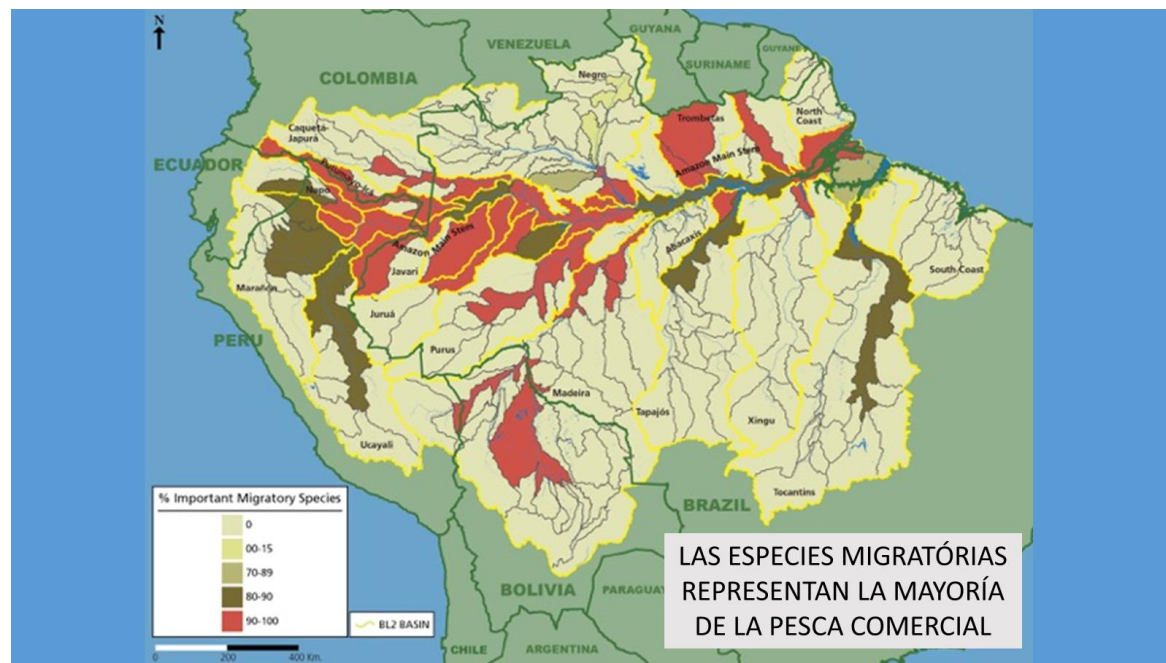 N
VENEZUELA
GUYANA
SURINAME
GUYANE
COLOMBIA
Negro
Trombetas
North
Coast
Caquetá-
Japurá
ECUADOR
Putumayo-Içá
Napo
Amazon Main Stem
Amazon Main Stem
Abacaxis
Javari
Marañón
South Coast
Juruá
PERU
Purus
Madeira
Tapajós
Xingu
Ucayali
Tocantins
BRAZIL
% Important Migratory Species
0
00-15
70-89
80-90
90-100
BL2 BASIN
0 200 400 Km.
BOLIVIA
PARAGUAY
CHILE
ARGENTINA
LAS ESPECIES MIGRATÓRIAS
REPRESENTAN LA MAYORÍA
DE LA PESCA COMERCIAL